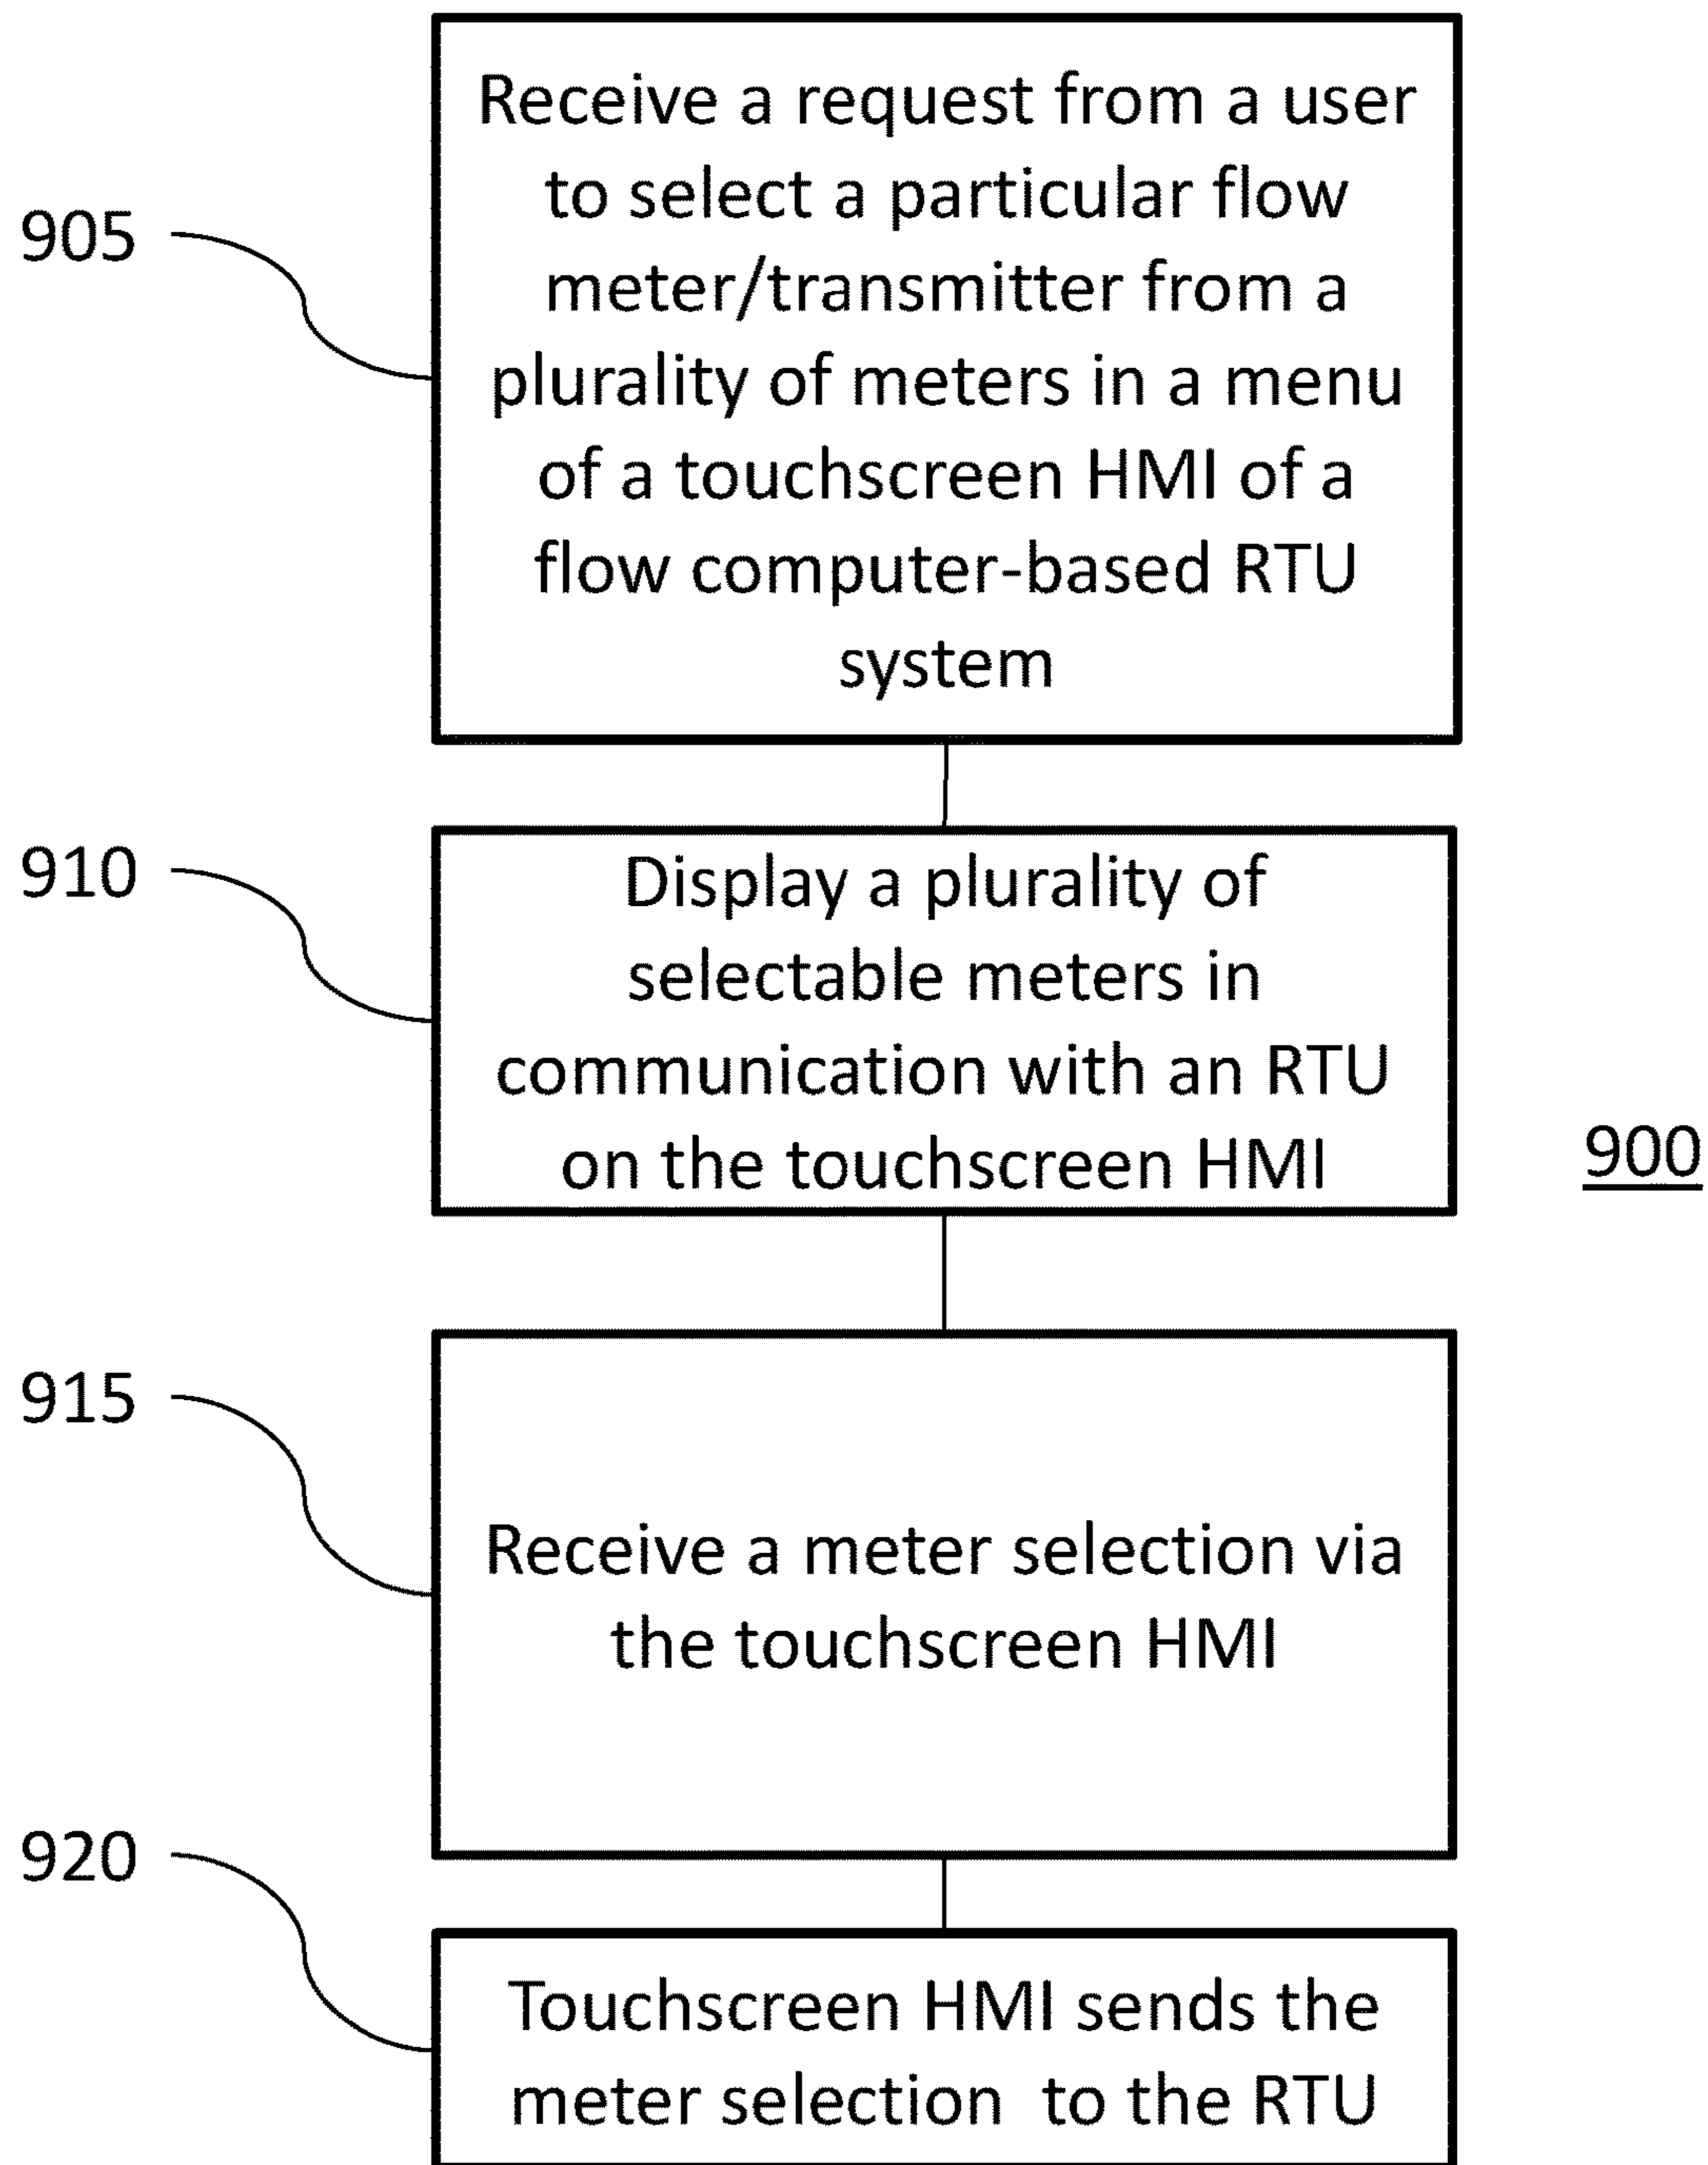 905
Receive a request from a user
to select a particular flow
meter/transmitter from a
plurality of meters in a menu
of a touchscreen HMI of a
flow computer-based RTU
system
910
Display a plurality of
selectable meters in
communication with an RTU
on the touchscreen HMI
900
915
Receive a meter selection via
the touchscreen HMI
920
Touchscreen HMI sends the
meter selection to the RTU